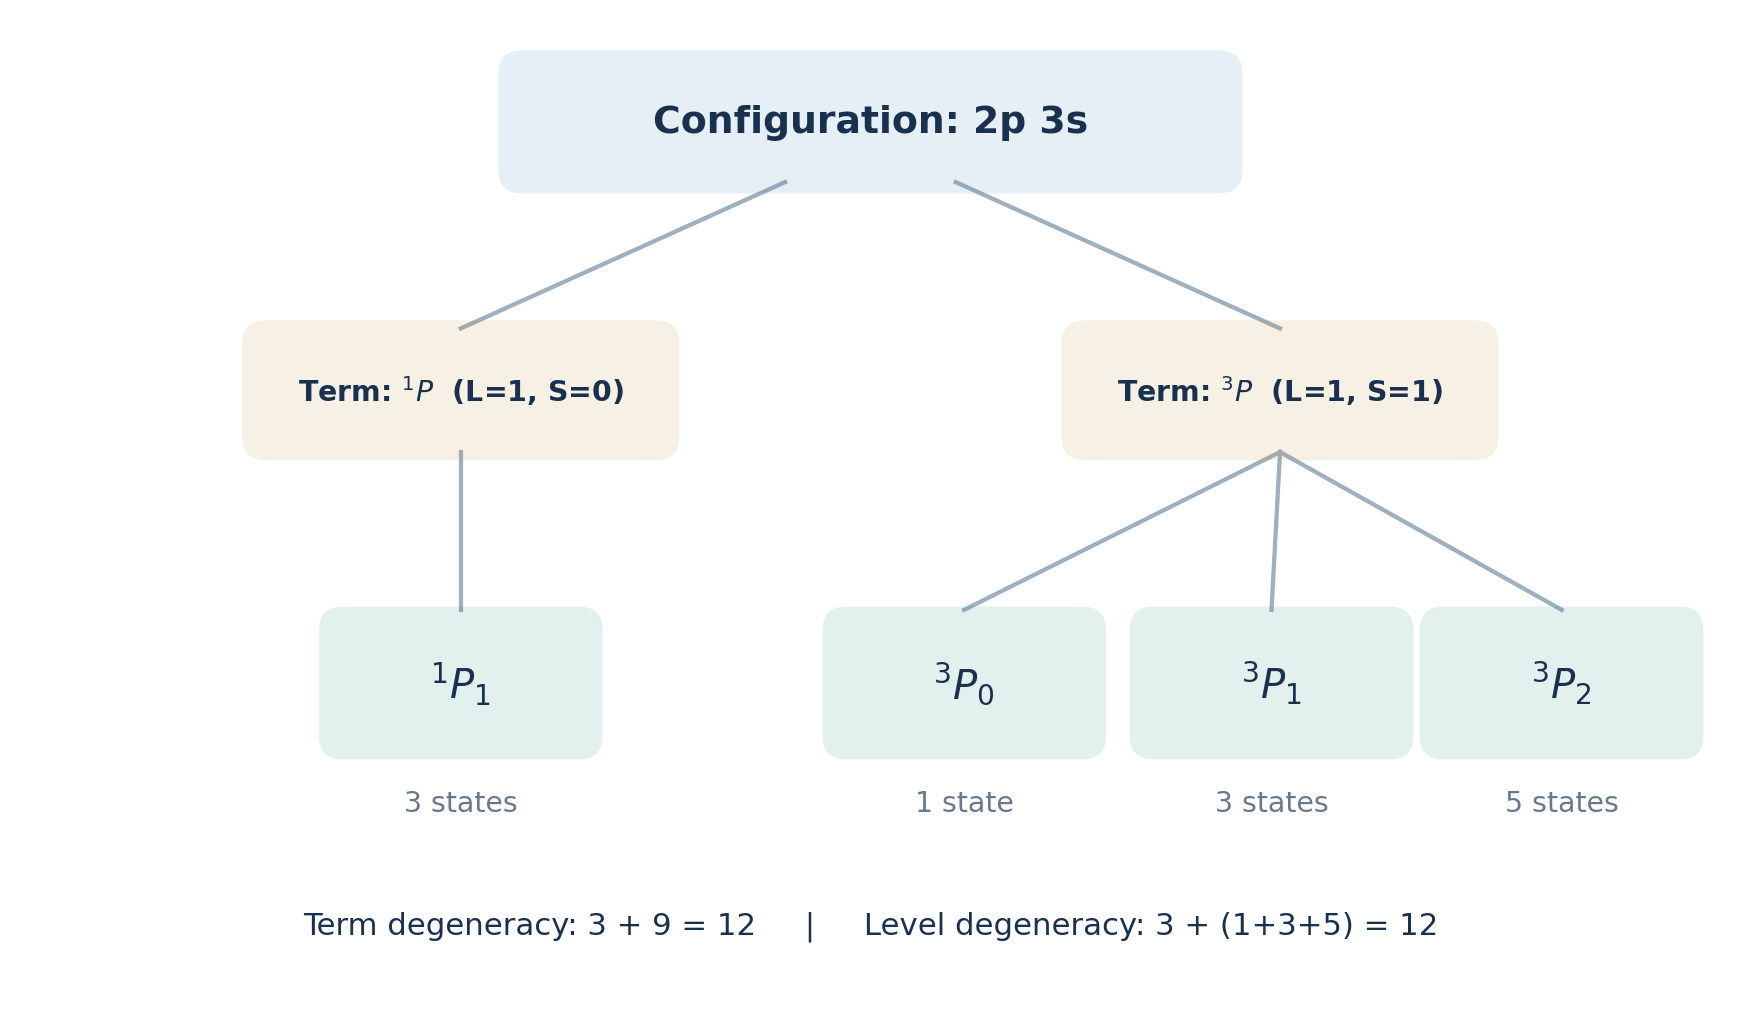 Configuration: 2p 3s
Term: ¹P (L=1, S=0)
Term: ³P (L=1, S=1)
¹P₁
³P₀
³P₁
³P₂
3 states
1 state
3 states
5 states
Term degeneracy: 3 + 9 = 12 | Level degeneracy: 3 + (1+3+5) = 12